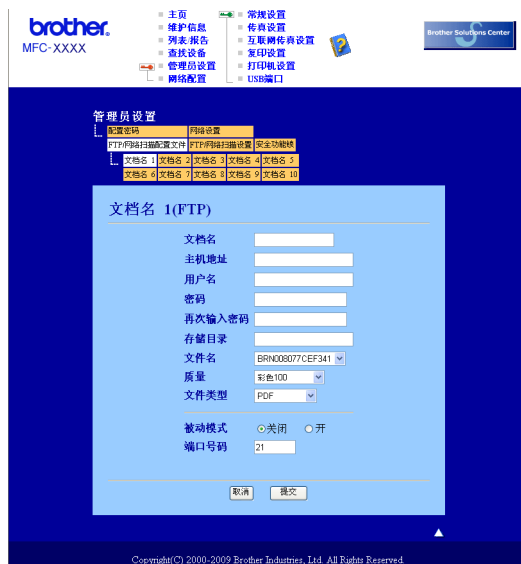 brother.
MFC-XXXX
主页
维护信息
列表/报告
查找设备
管理员设置
网络配置
常规设置
传真设置
互联网传真设置
复印设置
打印机设置
USB端口
Brother Solutions Center
管理员设置
配置密码 网络设置
FTP/网络扫描配置文件 FTP/网络扫描设置 安全功能锁
文档名 1 文档名 2 文档名 3 文档名 4 文档名 5
文档名 6 文档名 7 文档名 8 文档名 9 文档名 10
文档名 1(FTP)
文档名
主机地址
用户名
密码
再次输入密码
存储目录
文件名 BRN008077CEF341
质量 彩色100
文件类型 PDF
被动模式 关闭 开
端口号码 21
取消 提交
Copyright(C) 2000-2009 Brother Industries, Ltd. All Rights Reserved.